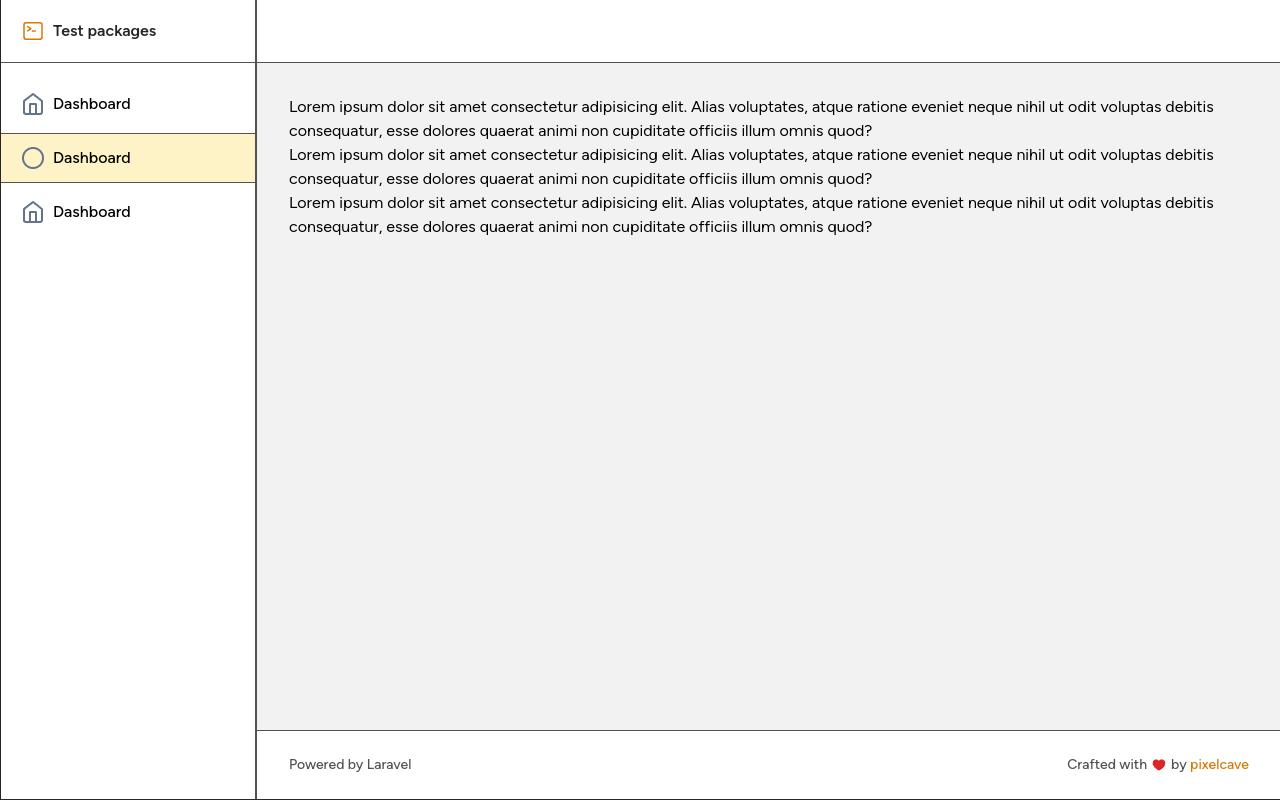 Test packages
Dashboard
Dashboard
Dashboard
Lorem ipsum dolor sit amet consectetur adipisicing elit. Alias voluptates, atque ratione eveniet neque nihil ut odit voluptas debitis
consequatur, esse dolores quaerat animi non cupiditate officiis illum omnis quod?
Lorem ipsum dolor sit amet consectetur adipisicing elit. Alias voluptates, atque ratione eveniet neque nihil ut odit voluptas debitis
consequatur, esse dolores quaerat animi non cupiditate officiis illum omnis quod?
Lorem ipsum dolor sit amet consectetur adipisicing elit. Alias voluptates, atque ratione eveniet neque nihil ut odit voluptas debitis
consequatur, esse dolores quaerat animi non cupiditate officiis illum omnis quod?
Powered by Laravel
Crafted with ❤ by pixelcave